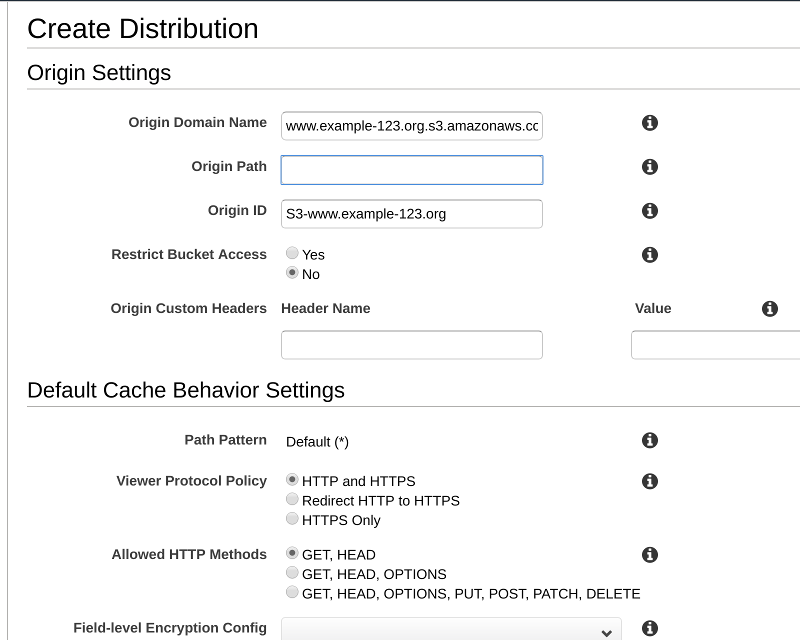 Create Distribution
Origin Settings
Origin Domain Name www.example-123.org.s3.amazonaws.cc
Origin Path
Origin ID S3-www.example-123.org
Restrict Bucket Access Yes
No
Origin Custom Headers Header Name Value
Default Cache Behavior Settings
Path Pattern Default (*)
Viewer Protocol Policy HTTP and HTTPS
Redirect HTTP to HTTPS
HTTPS Only
Allowed HTTP Methods GET, HEAD
GET, HEAD, OPTIONS
GET, HEAD, OPTIONS, PUT, POST, PATCH, DELETE
Field-level Encryption Config